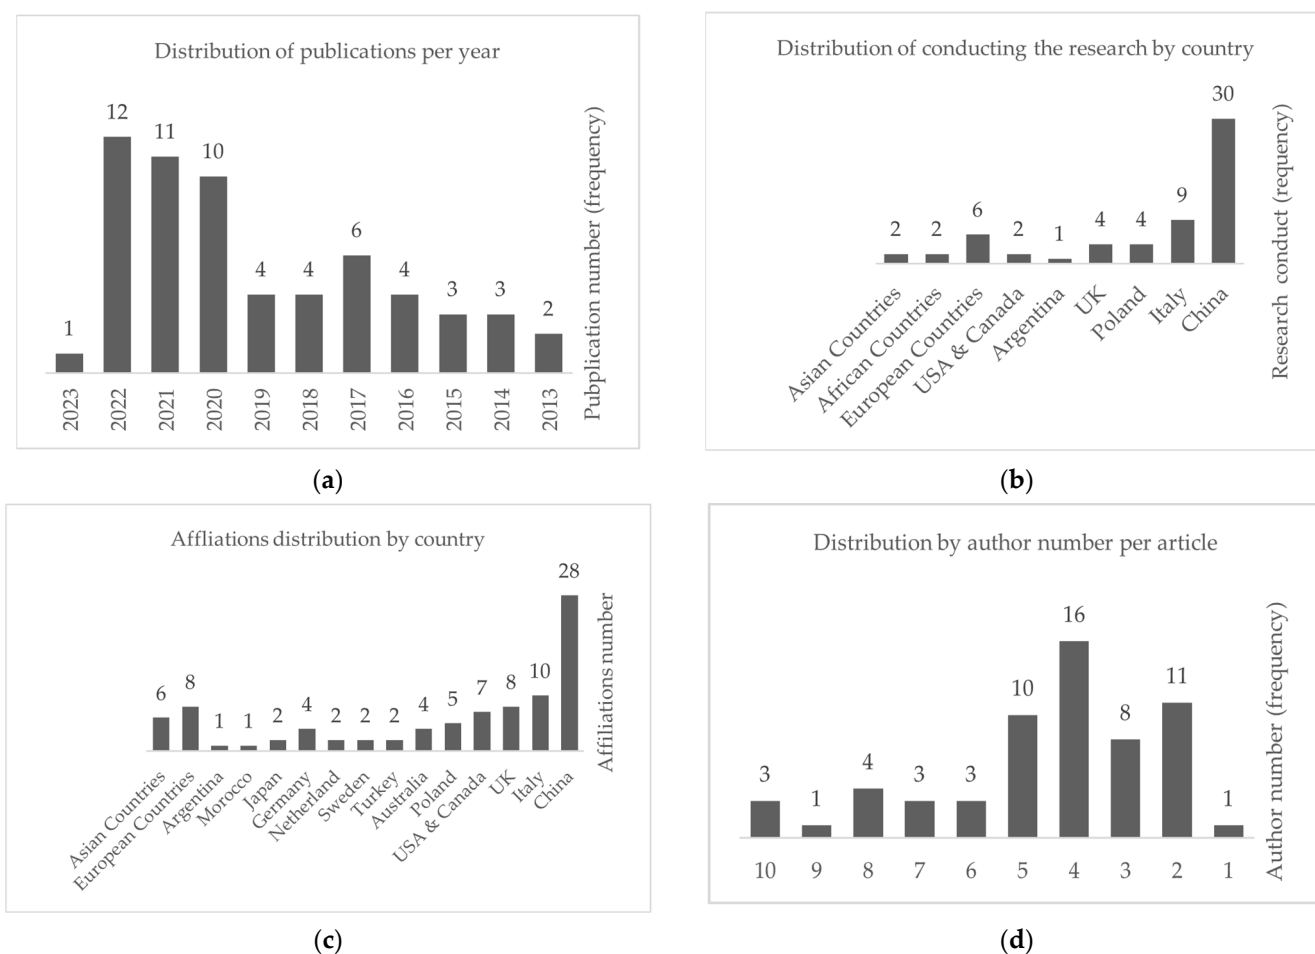 Distribution of publications per year
12
11
10
6
4
4
4
3
3
2
1
2023
2022
2021
2020
2019
2018
2017
2016
2015
2014
2013
Pubplication number (frequency)
(a)
Distribution of conducting the research by country
2
2
6
2
1
4
4
9
30
Asian Countries
African Countries
European Countries
USA & Canada
Argentina
UK
Poland
Italy
China
Research conduct (requency)
(b)
Affliations distribution by country
6
8
1
1
2
4
2
2
2
4
5
7
8
10
28
Asian Countries
European Countries
Argentina
Morocco
Japan
Germany
Netherland
Sweden
Turkey
Australia
Poland
USA & Canada
UK
Italy
China
Affiliations number
(c)
Distribution by author number per article
3
1
4
3
3
10
16
8
11
1
10
9
8
7
6
5
4
3
2
1
Author number (frequency)
(d)